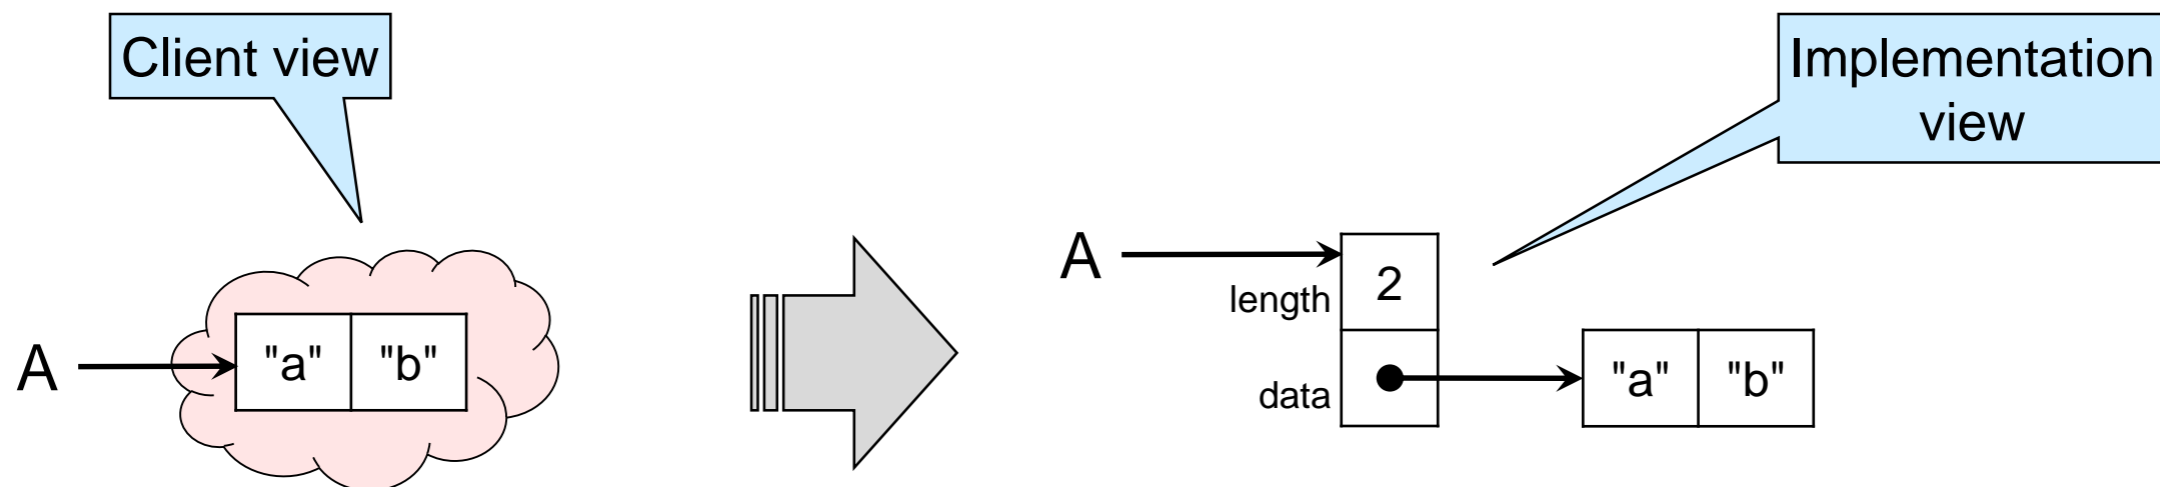 Client view
Implementation
view
A
"a" "b"
A
length
2
data
"a" "b"